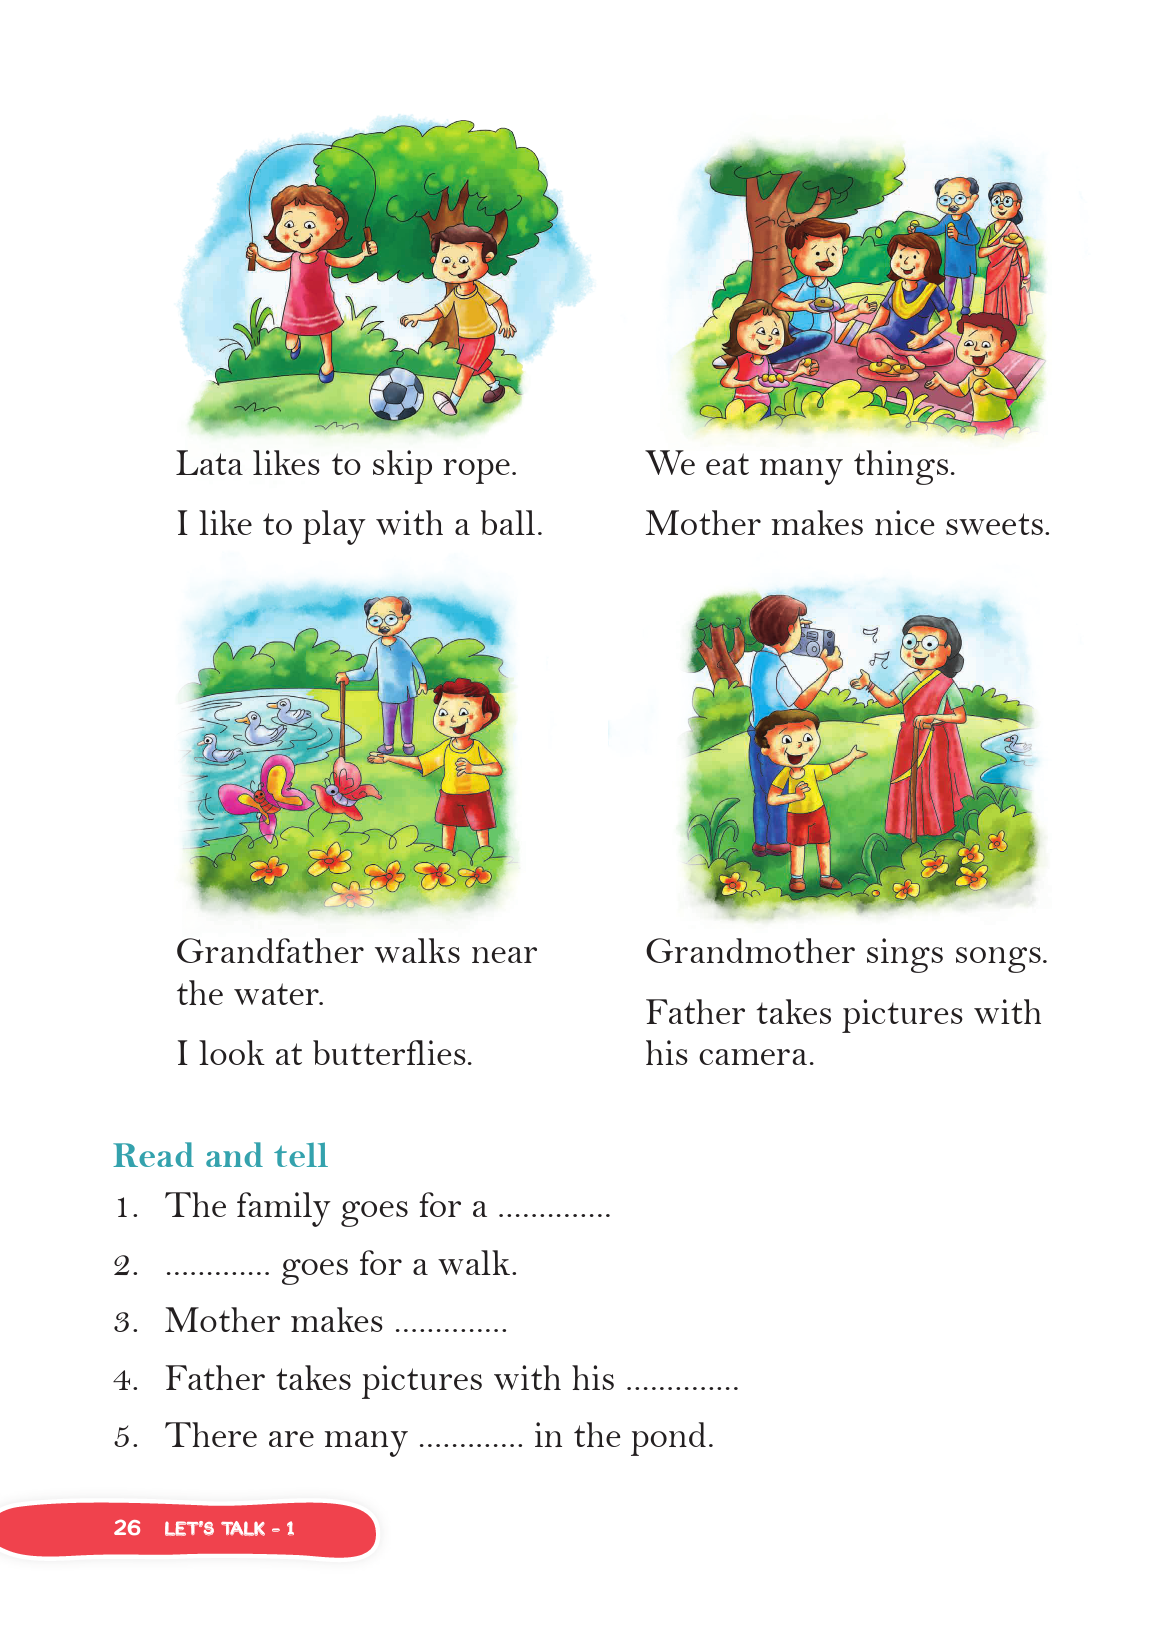 Lata likes to skip rope.
I like to play with a ball.
We eat many things.
Mother makes nice sweets.
Grandfather walks near
the water.
I look at butterflies.
Grandmother sings songs.
Father takes pictures with
his camera.
Read and tell
1. The family goes for a ..............
2. ............. goes for a walk.
3. Mother makes ..............
4. Father takes pictures with his ..............
5. There are many ............. in the pond.
26 LET'S TALK - 1